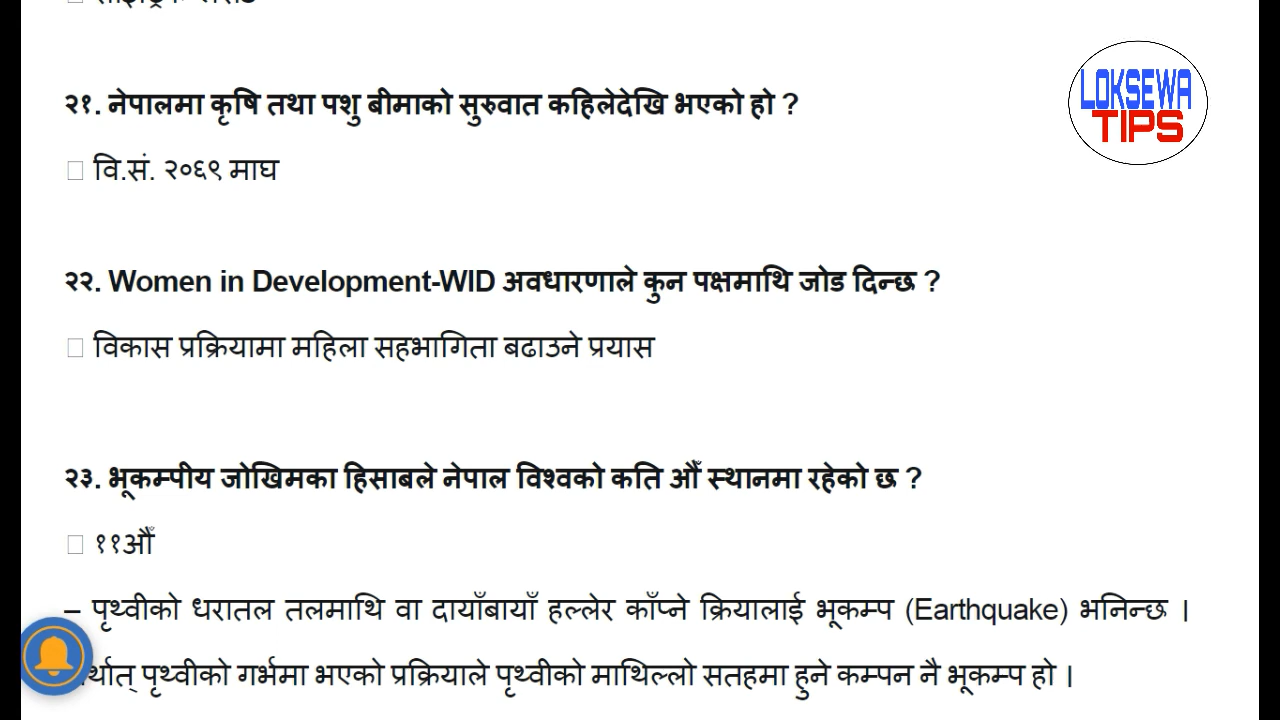 २१. नेपालमा कृषि तथा पशु बीमाको सुरुवात कहिलेदेखि भएको हो ?
LOKSEWA
TIPS
वि.सं. २०६९ माघ
२२. Women in Development-WID अवधारणाले कुन पक्षमाथि जोड दिन्छ ?
विकास प्रक्रियामा महिला सहभागिता बढाउने प्रयास
२३. भूकम्पीय जोखिमका हिसाबले नेपाल विश्वको कति औँ स्थानमा रहेको छ ?
११औँ
– पृथ्वीको धरातल तलमाथि वा दायाँबायाँ हल्लेर काँप्ने क्रियालाई भूकम्प (Earthquake) भनिन्छ ।
पृथ्वीको गर्भमा भएको प्रक्रियाले पृथ्वीको माथिल्लो सतहमा हुने कम्पन नै भूकम्प हो ।